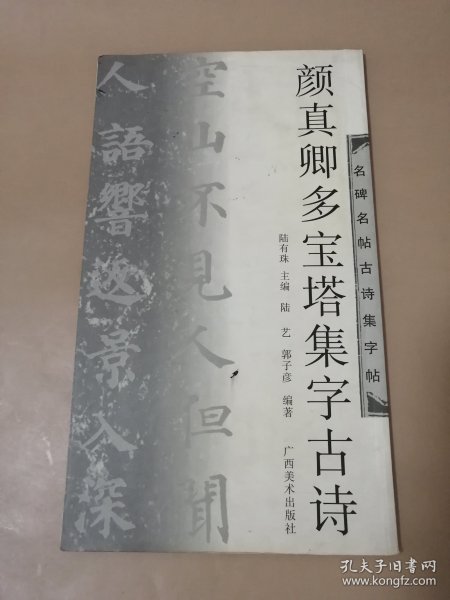 名碑名帖古诗集字帖
颜真卿多宝塔集字古诗
陆有珠 主编 陆艺 郭子彦 编著
广西美术出版社
空山不見人但聞
人語響返景入深
孔夫子旧书网
www.kongfz.com